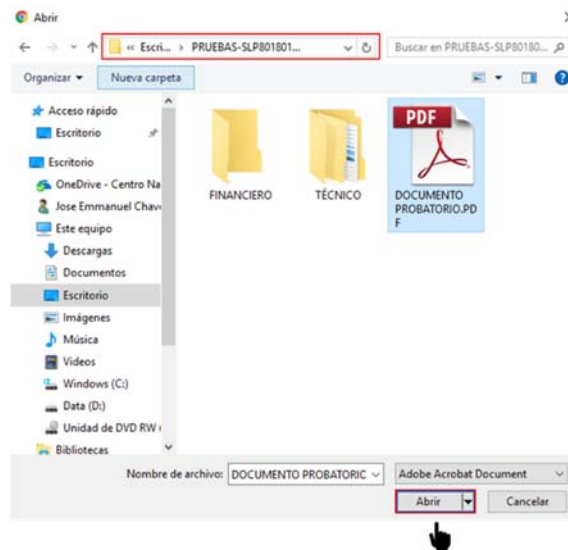 Abrir
« Escri... › PRUEBAS-SLP801801...
Buscar en PRUEBAS-SLP80180...
Organizar
Nueva carpeta
Acceso rápido
Escritorio
Escritorio
OneDrive - Centro Na
Jose Emmanuel Chav
Este equipo
Descargas
Documentos
Escritorio
Imágenes
Música
Videos
Windows (C:)
Data (D:)
Unidad de DVD RW
Bibliotecas
FINANCIERO
TÉCNICO
PDF
DOCUMENTO
PROBATORIO.PD
F
Nombre de archivo: DOCUMENTO PROBATORIC
Adobe Acrobat Document
Abrir
Cancelar